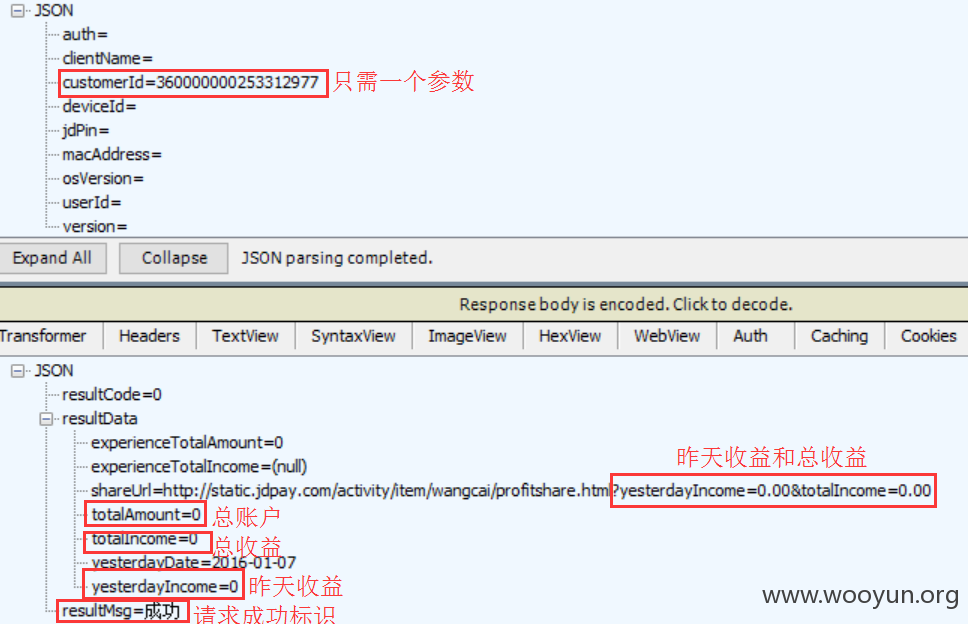 JSON
auth=
clientName=
customerId=360000000253312977 只需一个参数
deviceId=
jdPin=
macAddress=
osVersion=
userId=
version=
Expand All Collapse JSON parsing completed.
Response body is encoded. Click to decode.
Transformer Headers TextView SyntaxView ImageView HexView WebView Auth Caching Cookies
JSON
resultCode=0
resultData
experienceTotalAmount=0
experienceTotalIncome=(null)
昨天收益和总收益
shareUrl=http://static.jdpay.com/activity/item/wangcai/profitshare.html?yesterdayIncome=0.00&totalIncome=0.00
totalAmount=0 总账户
totalIncome=0 总收益
yesterdayDate=2016-01-07
yesterdayIncome=0 昨天收益
resultMsg=成功 请求成功标识
www.wooyun.org